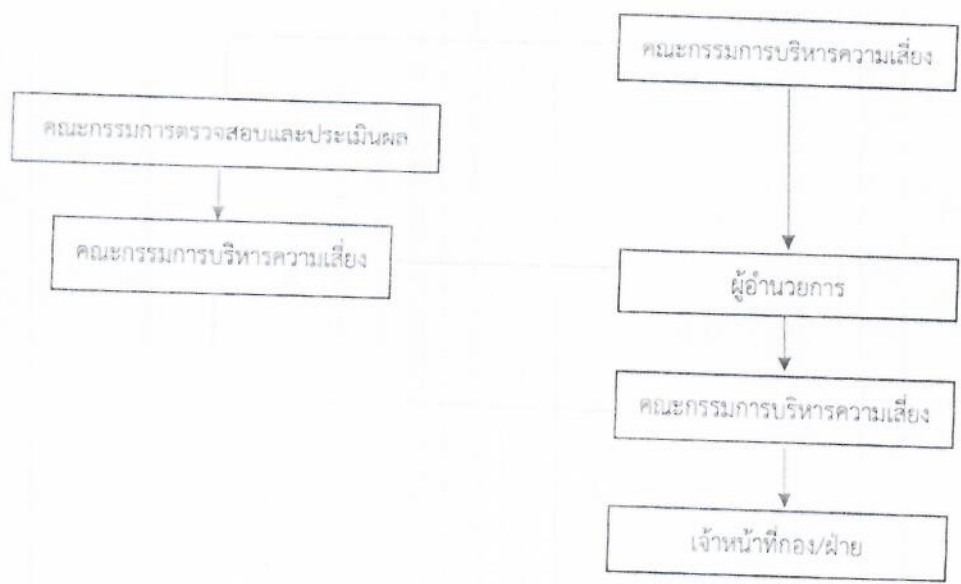 คณะกรรมการบริหารความเสี่ยง
คณะกรรมการตรวจสอบและประเมินผล
คณะกรรมการบริหารความเสี่ยง
ผู้อำนวยการ
คณะกรรมการบริหารความเสี่ยง
เจ้าหน้าที่กอง/ฝ่าย